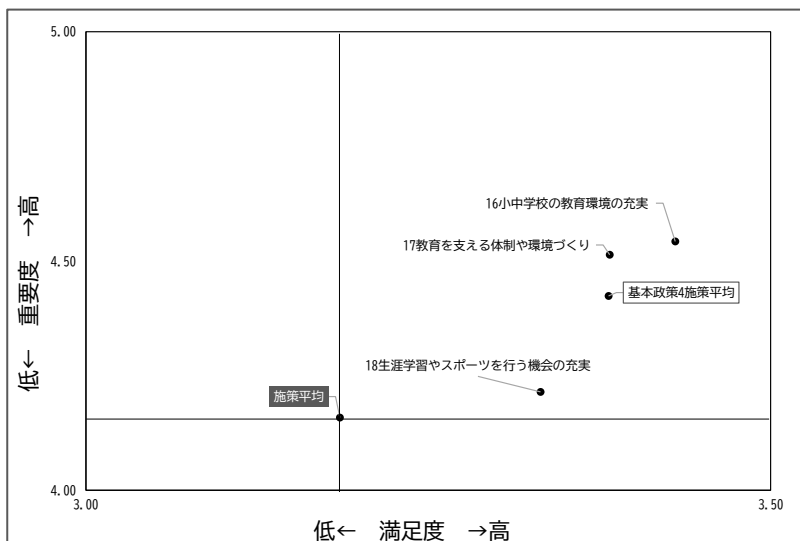 5.00
16小中学校の教育環境の充実
17教育を支える体制や環境づくり
4.50
基本政策4施策平均
18生涯学習やスポーツを行う機会の充実
施策平均
4.00
3.00
3.50
低← 重要度 →高
低← 満足度 →高